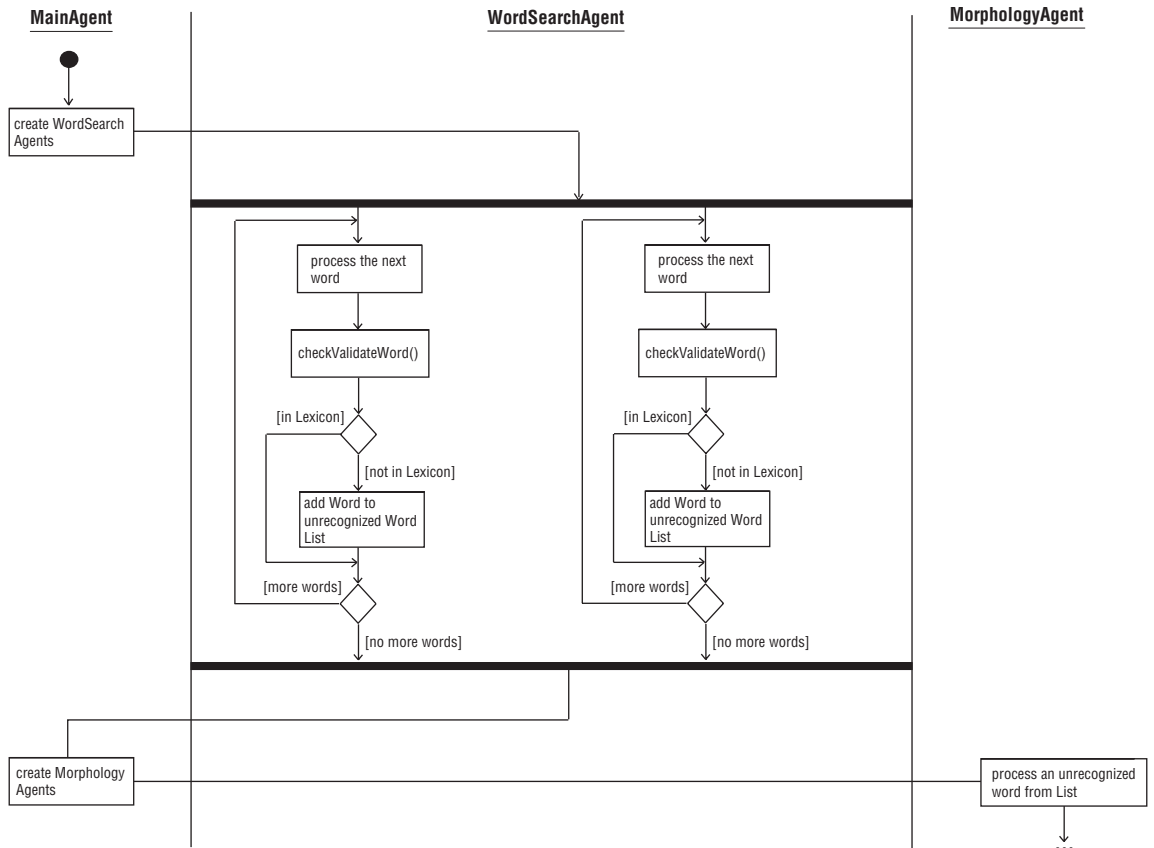 MainAgent
WordSearchAgent
MorphologyAgent
create WordSearch
Agents
process the next
word
process the next
word
checkValidateWord()
checkValidateWord()
[in Lexicon]
[in Lexicon]
[not in Lexicon]
[not in Lexicon]
add Word to
unrecognized Word
List
add Word to
unrecognized Word
List
[more words]
[more words]
[no more words]
[no more words]
create Morphology
Agents
process an unrecognized
word from List
...